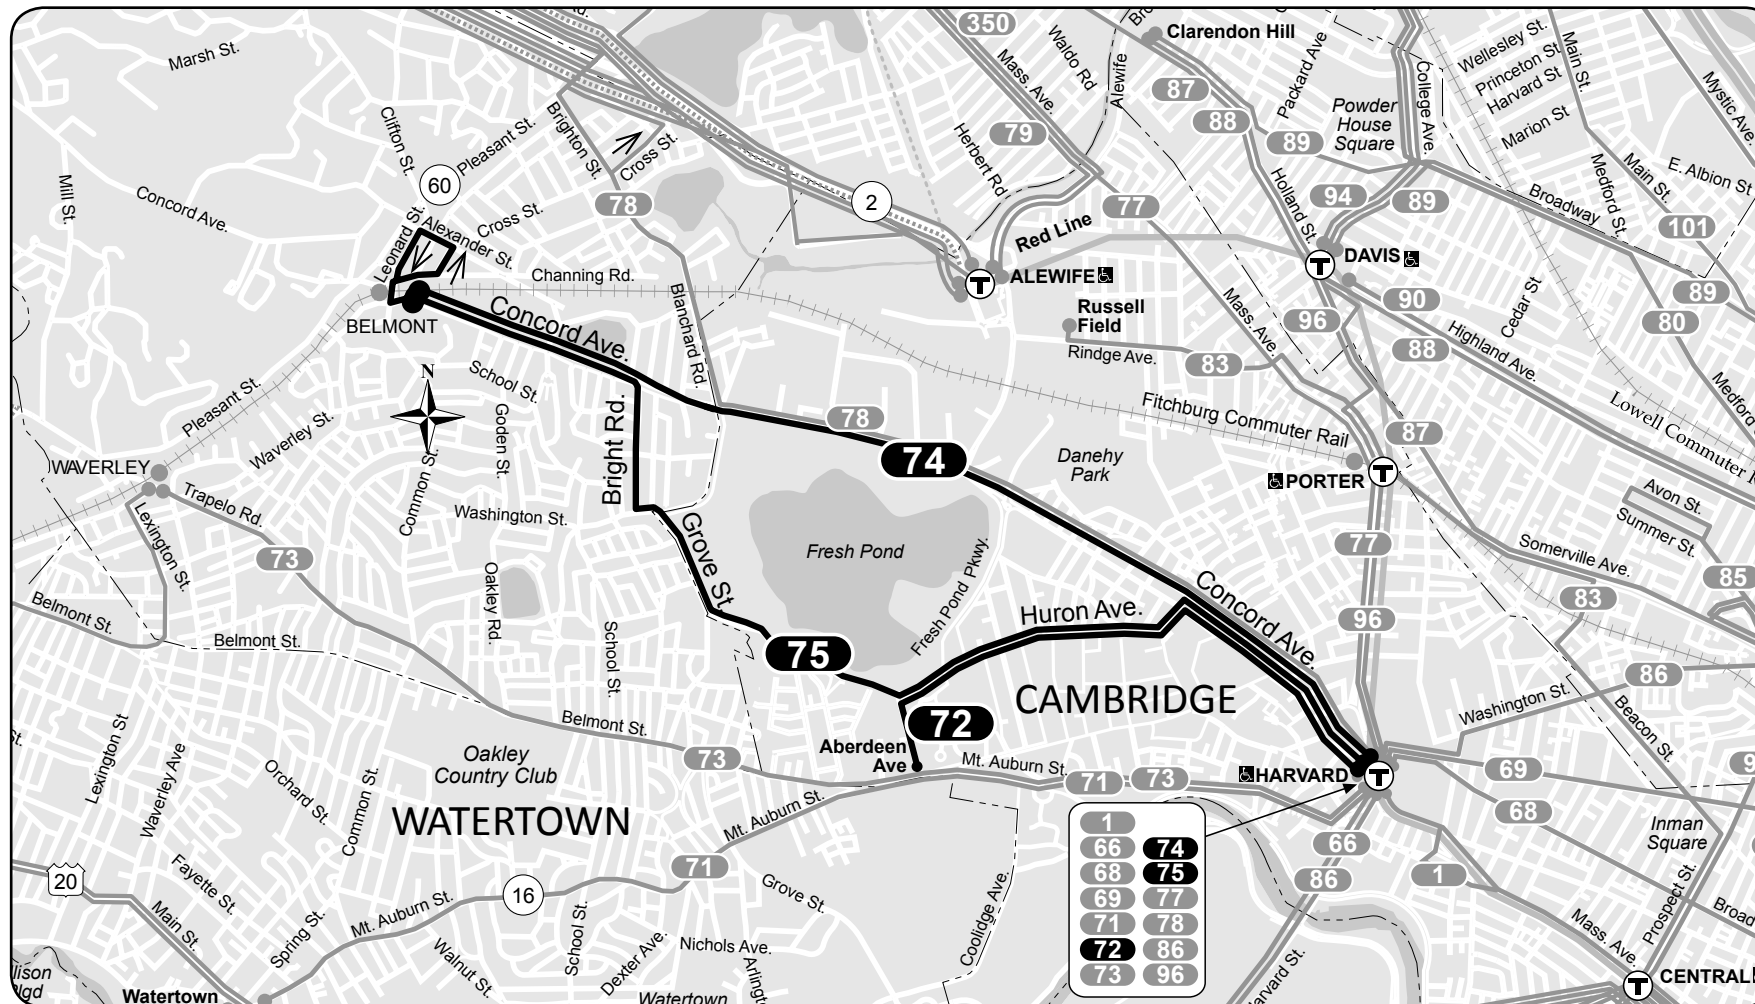 350
Clarendon Hill
Marsh St.
Waldo Rd
Mass. Ave.
Alewife
Packard Ave
College Ave.
Wellesley St.
Princeton St
Harvard St
Main St.
Mystic Ave.
87
88
79
Powder
House
Square
Marion St
Clifton St.
Pleasant St.
Brighton St.
Cross St.
Herbert Rd
89
Medford St.
Main St.
E. Albion St
60
78
2
77
Holland St.
94
89
Broadway
101
Mill St.
Concord Ave.
Leonard St.
Alexander St.
Cross St.
Red Line
Channing Rd.
ALEWIFE
DAVIS
BELMONT
Concord Ave.
Blanchard Rd.
Russell
Field
Rindge Ave.
83
Mass. Ave.
96
90
88
Cedar St
Highland Ave.
80
89
N
School St.
Goden St.
Bright Rd.
78
Fitchburg Commuter Rail
Lowell Commuter
Pleasant St.
Waverley St.
Common St.
74
Danehy
Park
87
WAVERLEY
Trapelo Rd.
Lexington St.
Washington St.
PORTER
Avon St.
Summer St.
73
Grove St.
Fresh Pond
Fresh Pond Pkwy.
77
Somerville Ave.
85
83
Oakley Rd.
Belmont St.
Belmont St.
School St.
Huron Ave.
Concord Ave.
96
75
86
CAMBRIDGE
Washington St.
Beacon St.
72
Lexington St
Waverley Ave
Belmont St.
Oakley
Country Club
73
Aberdeen
Ave
Mt. Auburn St.
71
73
HARVARD
69
68
Orchard St.
Common St.
WATERTOWN
Mt. Auburn St.
1
66
74
68
75
69
77
71
78
72
86
73
96
66
86
1
Inman
Square
Prospect St.
20
Fayette St.
71
Grove St.
16
Mt. Auburn St.
Main St.
Spring St.
Walnut St.
School St.
Dexter Ave.
Nichols Ave.
Coolidge Ave.
Mass. Ave.
CENTRAL
Watertown
Watertown